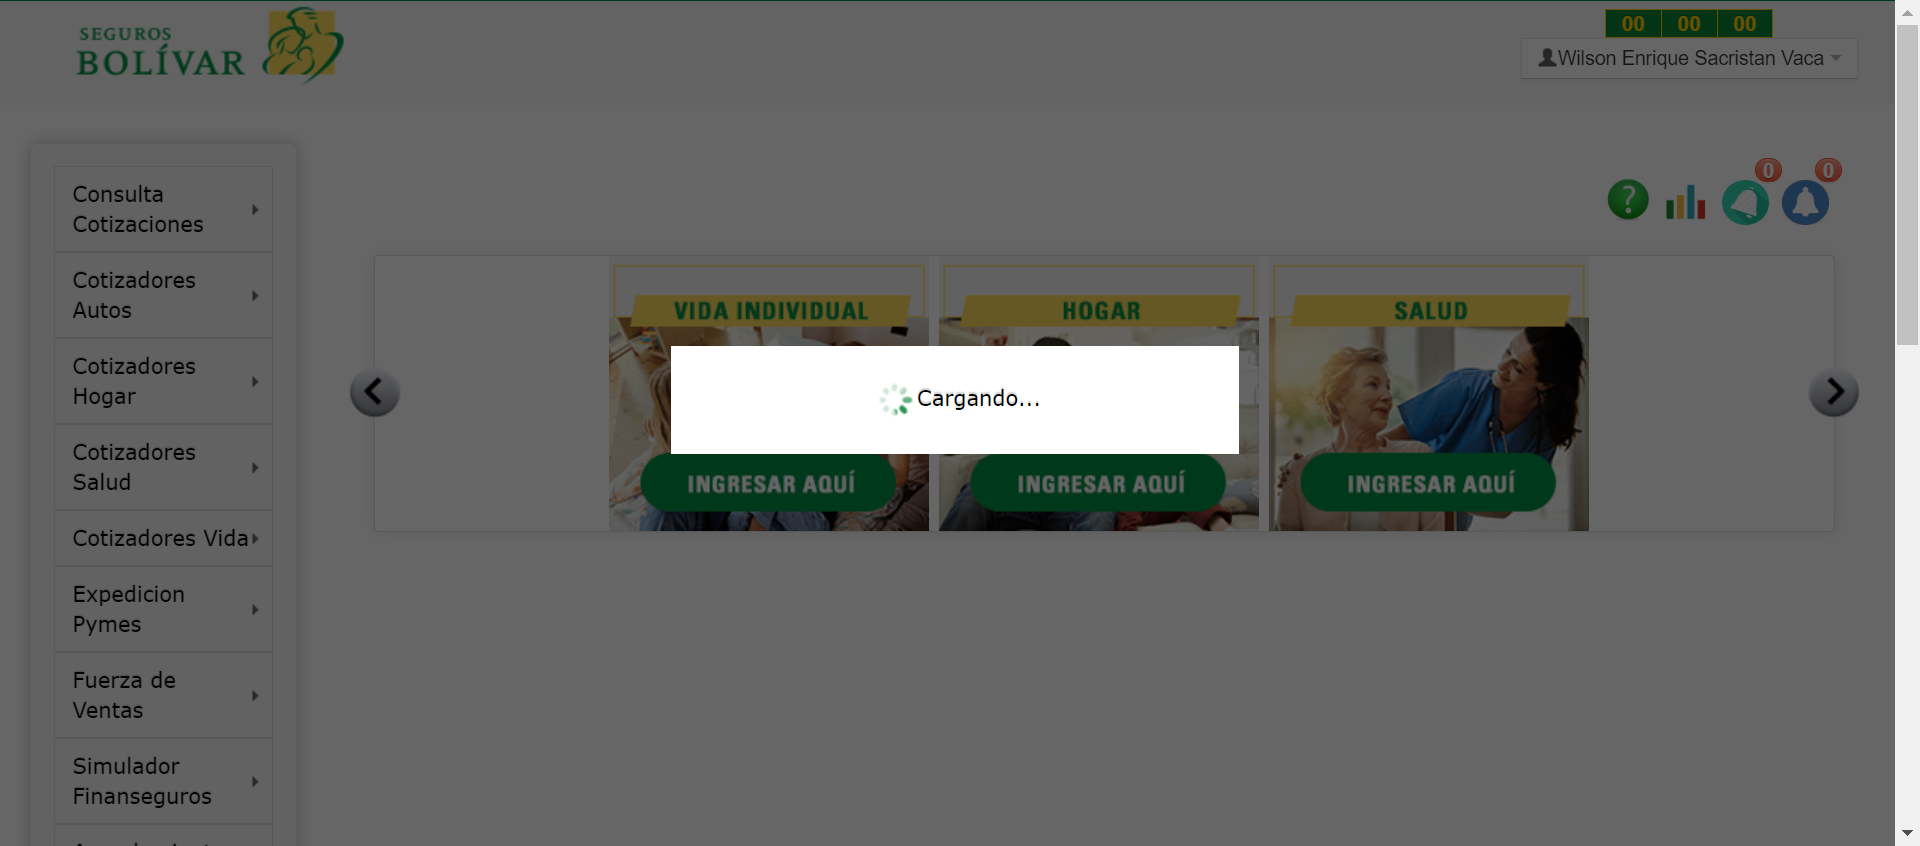 SEGUROS
BOLÍVAR
00 00 00
Wilson Enrique Sacristan Vaca
Consulta
Cotizaciones
Cotizadores
Autos
Cotizadores
Hogar
Cotizadores
Salud
Cotizadores Vida
Expedicion
Pymes
Fuerza de
Ventas
Simulador
Finanseguros
?
0
0
VIDA INDIVIDUAL
HOGAR
SALUD
Cargando...
INGRESAR AQUÍ
INGRESAR AQUÍ
INGRESAR AQUÍ